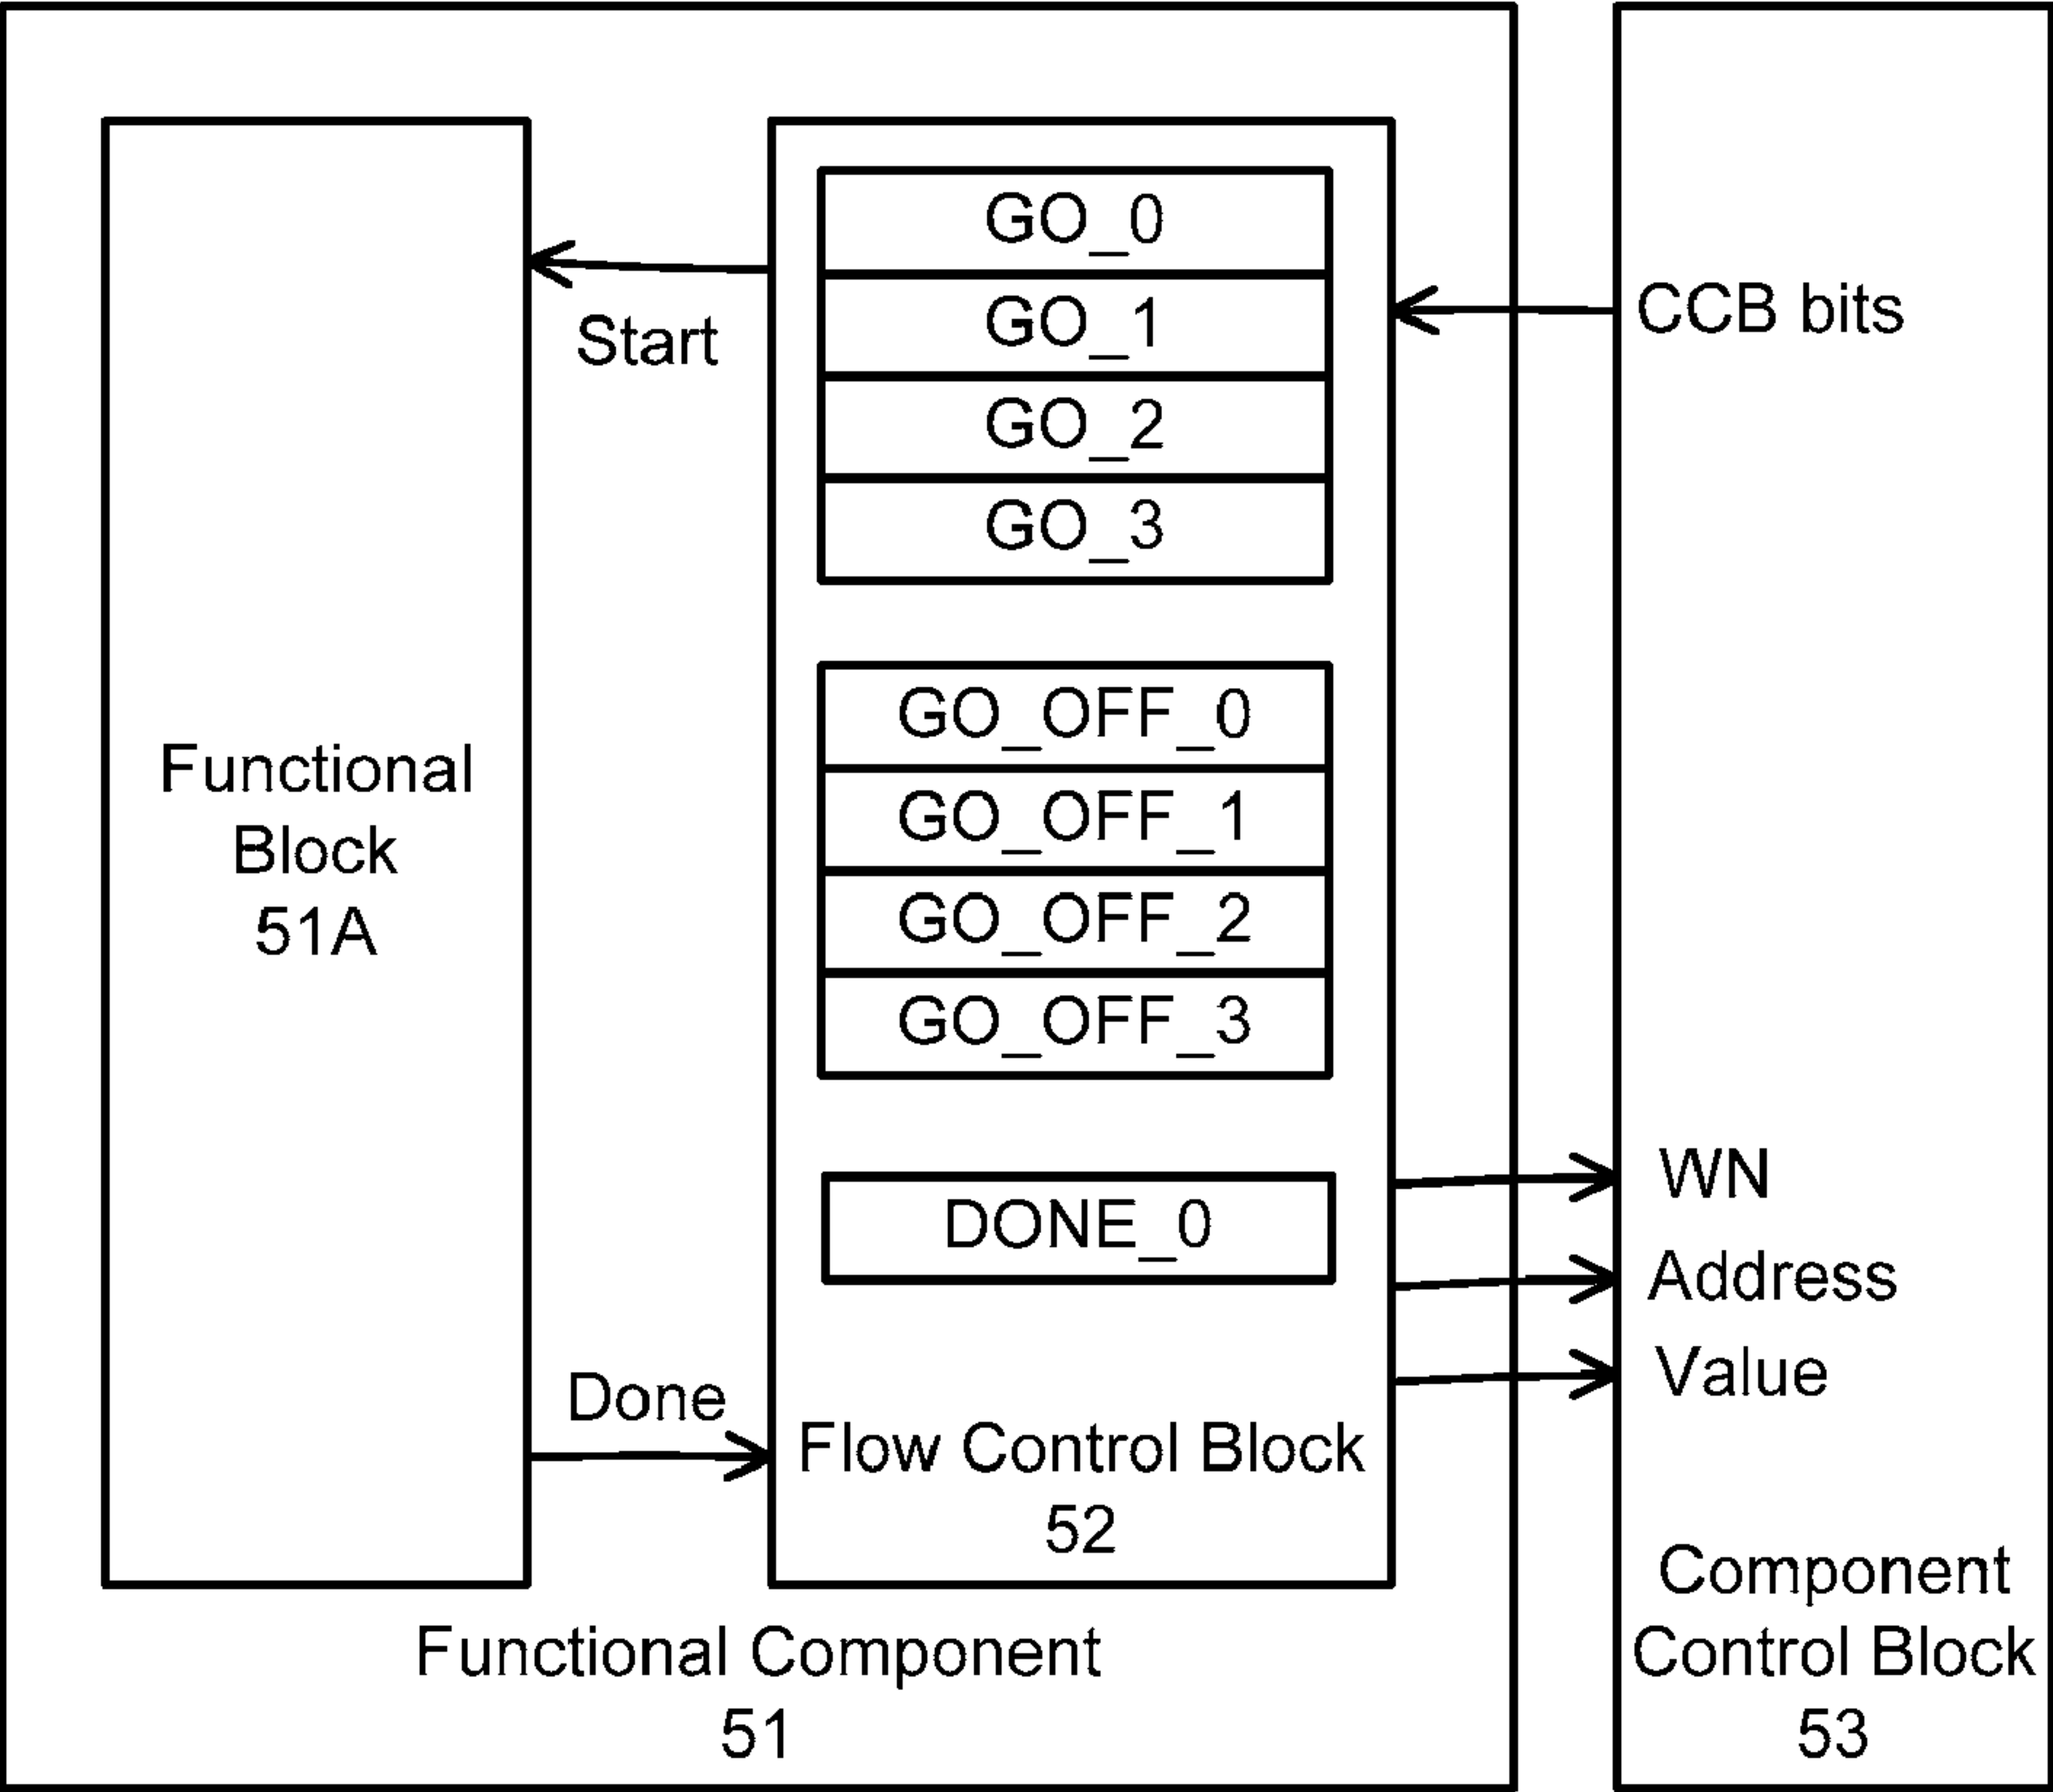 GO_0
GO_1
GO_2
GO_3
Start
CCB bits
GO_OFF_0
GO_OFF_1
GO_OFF_2
GO_OFF_3
Functional
Block
51A
DONE_0
WN
Address
Value
Done
Flow Control Block
52
Functional Component
51
Component
Control Block
53